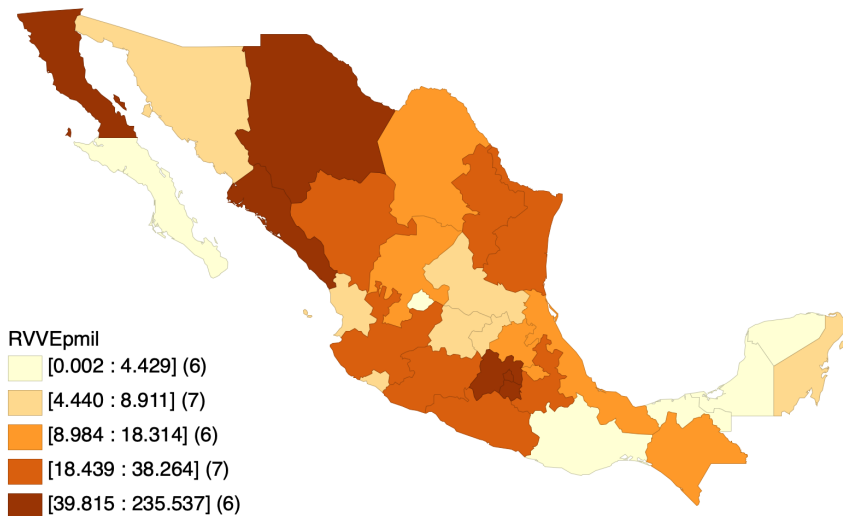 RVVEpmil
[0.002 : 4.429] (6)
[4.440 : 8.911] (7)
[8.984 : 18.314] (6)
[18.439 : 38.264] (7)
[39.815 : 235.537] (6)